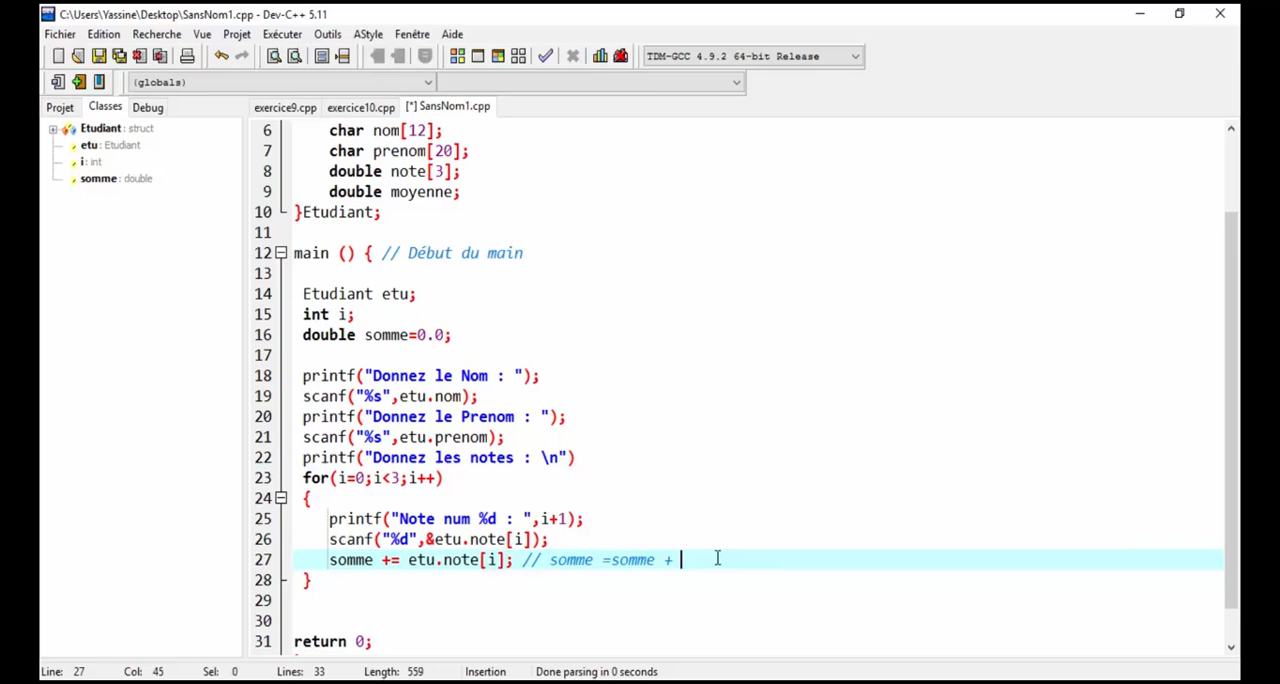 C:\Users\Yassine\Desktop\SansNom1.cpp - Dev-C++ 5.11
Fichier Edition Recherche Vue Projet Exécuter Outils AStyle Fenêtre Aide
TDM-GCC 4.9.2 64-bit Release
(globals)
Projet Classes Debug exercice9.cpp exercice10.cpp [*] SansNom1.cpp
Etudiant : struct
etu : Etudiant
i : int
somme : double
6 char nom[12];
7 char prenom[20];
8 double note[3];
9 double moyenne;
10 }Etudiant;
11
12 main () { // Début du main
13
14 Etudiant etu;
15 int i;
16 double somme=0.0;
17
18 printf("Donnez le Nom : ");
19 scanf("%s",etu.nom);
20 printf("Donnez le Prenom : ");
21 scanf("%s",etu.prenom);
22 printf("Donnez les notes : \n")
23 for(i=0;i<3;i++)
24 {
25 printf("Note num %d : ",i+1);
26 scanf("%d",&etu.note[i]);
27 somme += etu.note[i]; // somme =somme +
28 }
29
30
31 return 0;
Line: 27 Col: 45 Sel: 0 Lines: 33 Length: 559 Insertion Done parsing in 0 seconds